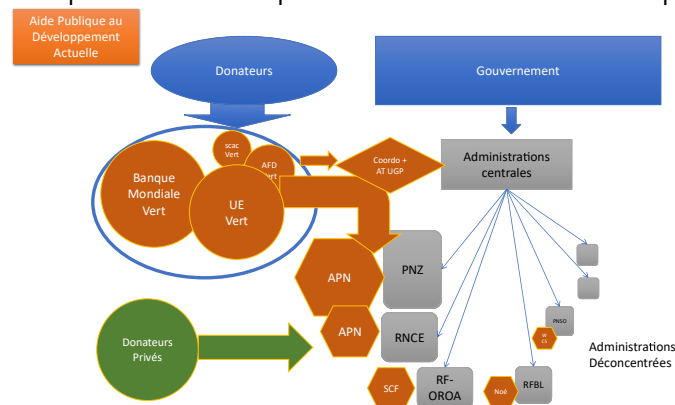 Aide Publique au
Développement
Actuelle
Donateurs
Gouvernement
scac
Vert
AFD
Coordo +
AT UGP
Administrations
centrales
Banque
Mondiale
Vert
UE
Vert
APN
PNZ
APN
RNCE
PNSO
W
CS
Administrations
Déconcentrées
Donateurs
Privés
SCF
RF-
OROA
Noé
RFBL